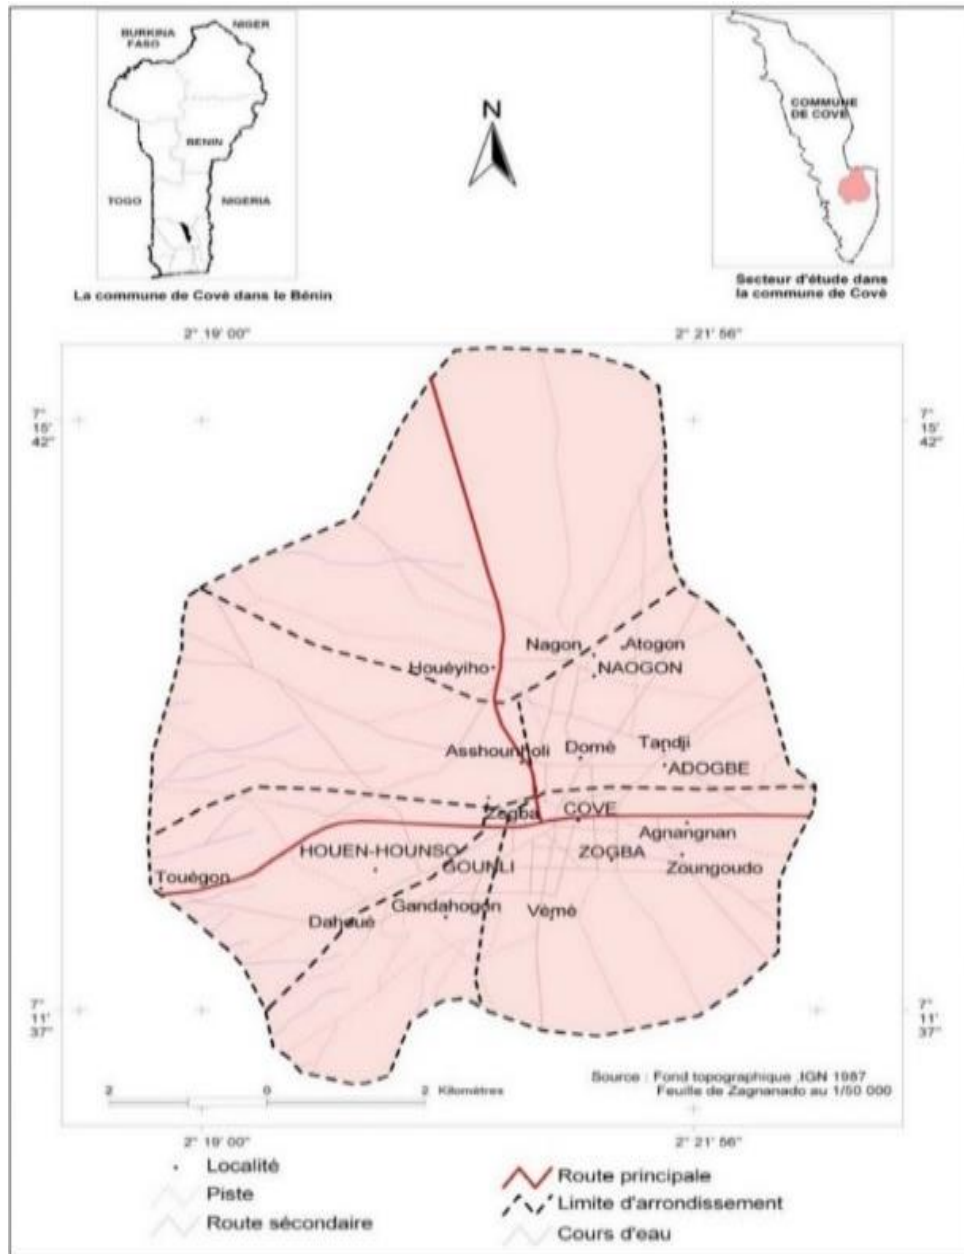 BURKINA
FASO
NIGER
BENIN
TOGO
NIGERIA
La commune de Covè dans le Bénin
N
COMMUNE
DE COVÈ
Secteur d'étude dans
la commune de Covè
2° 19' 00"
2° 21' 56"
7°
15'
42"
7°
15'
42"
Nagon
Atogon
Houéyiho
NAOGON
Asshounholi
Domè
Tandji
ADOGBE
Zogba
COVE
Agnangnan
HOUEN-HOUNSO
ZOGBA
GOUNLI
Zoungoudo
Touégon
Gandahogon
Vèmè
Dahoué
7°
11'
37"
7°
11'
37"
2
0
2
Kilomètres
Source : Fond topographique ,IGN 1987
Feuille de Zagnanado au 1/50 000
2° 19' 00"
2° 21' 56"
Localité
Piste
Route sécondaire
Route principale
Limite d'arrondissement
Cours d'eau